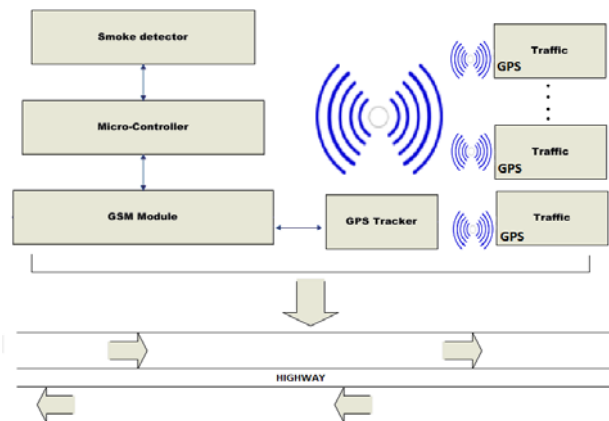 Smoke detector
Micro-Controller
GSM Module
GPS Tracker
Traffic
GPS
Traffic
GPS
Traffic
GPS
HIGHWAY